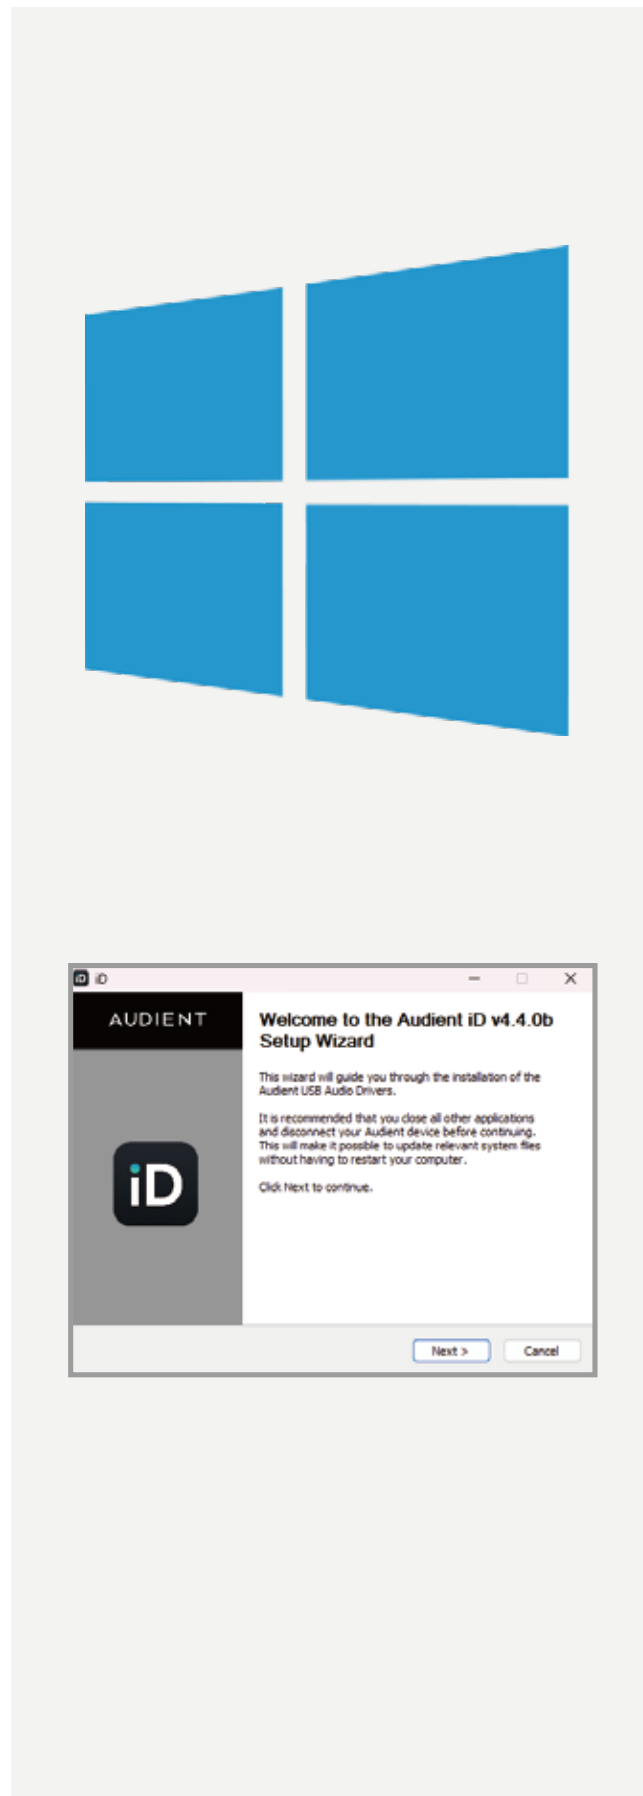 iD iD
AUDIENT
Welcome to the Audient iD v4.4.0b
Setup Wizard
This wizard will guide you through the installation of the
Audient USB Audio Drivers.
It is recommended that you close all other applications
and disconnect your Audient device before continuing.
This will make it possible to update relevant system files
without having to restart your computer.
Click Next to continue.
iD
Next > Cancel